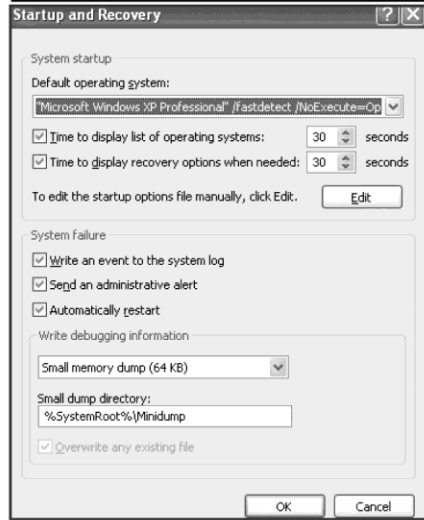 Startup and Recovery
System startup
Default operating system:
"Microsoft Windows XP Professional" /fastdetect /NoExecute=Op
Time to display list of operating systems: 30 seconds
Time to display recovery options when needed: 30 seconds
To edit the startup options file manually, click Edit. Edit
System failure
Write an event to the system log
Send an administrative alert
Automatically restart
Write debugging information
Small memory dump (64 KB)
Small dump directory:
%SystemRoot%\Minidump
Overwrite any existing file
OK Cancel